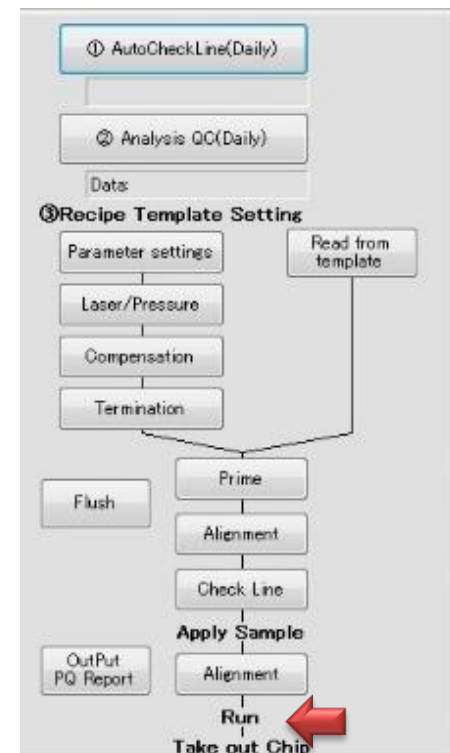 ① AutoCheckLine(Daily)
② Analysis QC(Daily)
Data:
③Recipe Template Setting
Parameter settings
Read from
template
Laser/Pressure
Compensation
Termination
Prime
Flush
Alignment
Check Line
Apply Sample
OutPut
PQ Report
Alignment
Run
Take out Chip